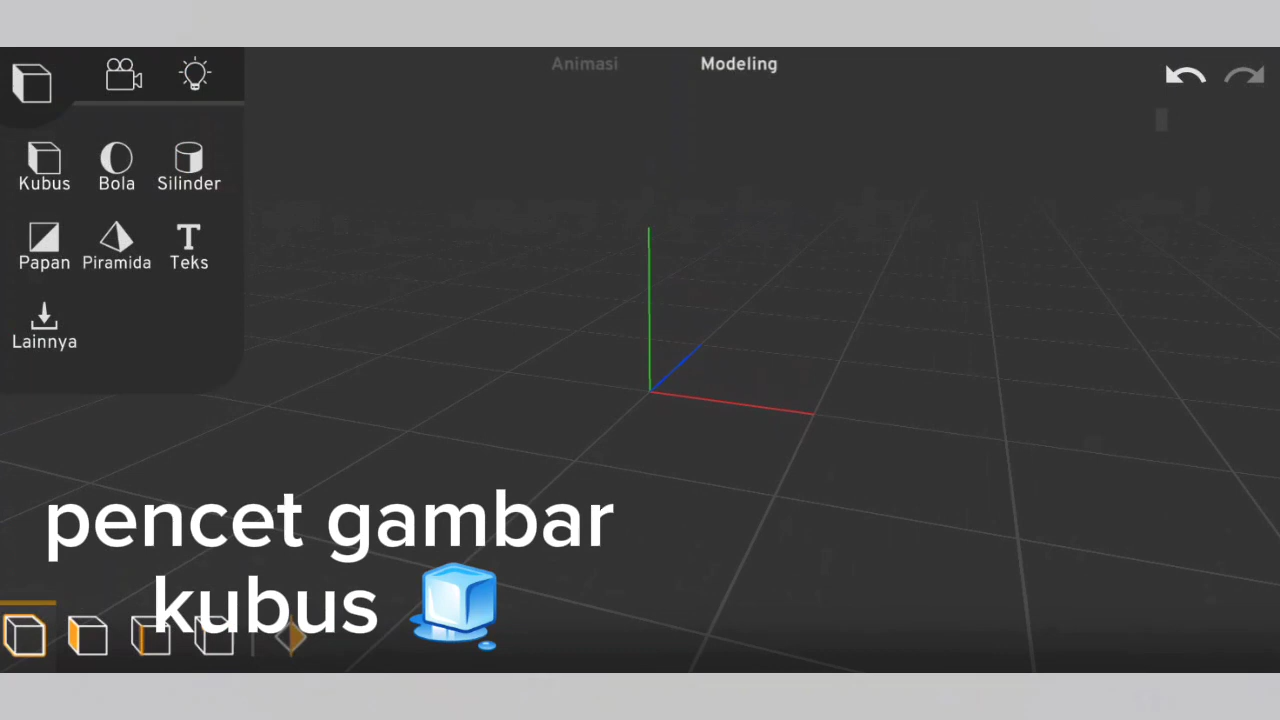 Animasi Modeling
Kubus Bola Silinder
Papan Piramida Teks
Lainnya
pencet gambar
kubus